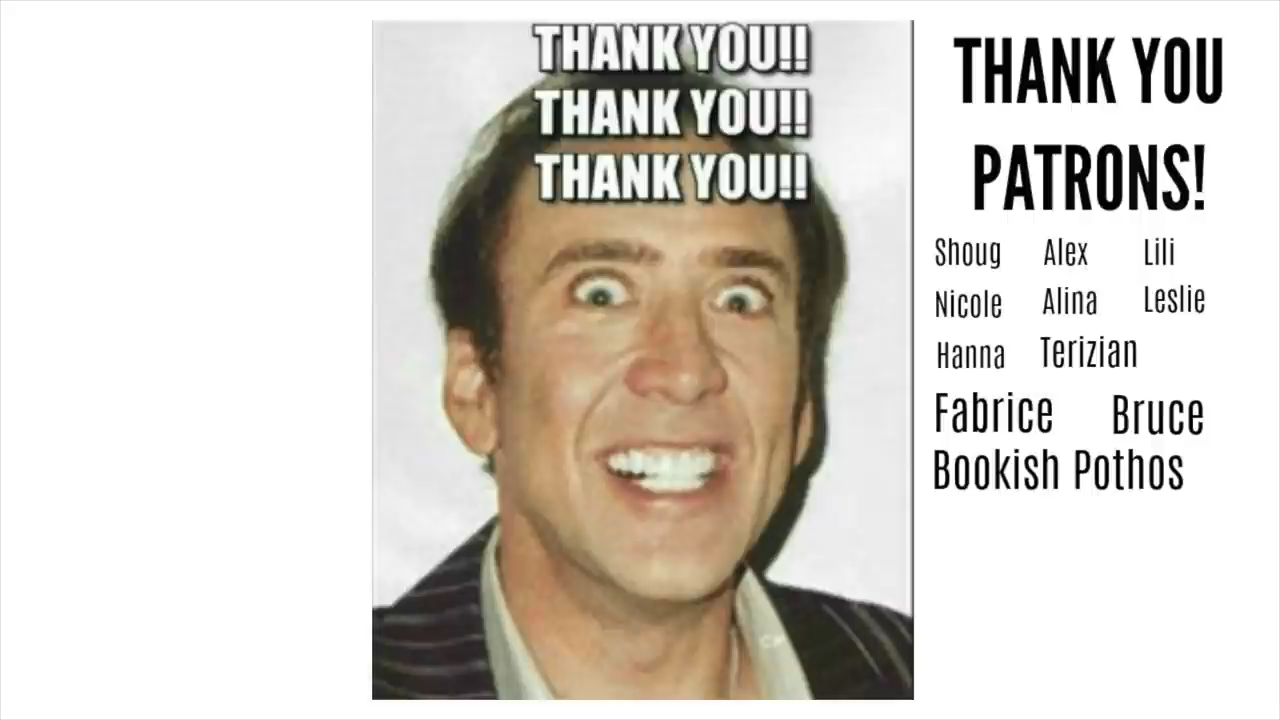 THANK YOU!!
THANK YOU!!
THANK YOU!!
THANK YOU
PATRONS!
Shoug Alex Lili
Nicole Alina Leslie
Hanna Terizian
Fabrice Bruce
Bookish Pothos